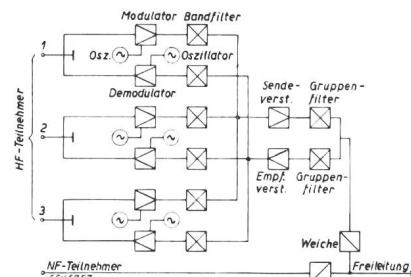 Modulator Bandfilter
1
Osz. Oszillator
Demodulator
Sende- Gruppen-
verst. filter
HF-Teilnehmer
2
Empf. Gruppen-
verst. filter
3
Weiche
NF-Teilnehmer
Freileitung